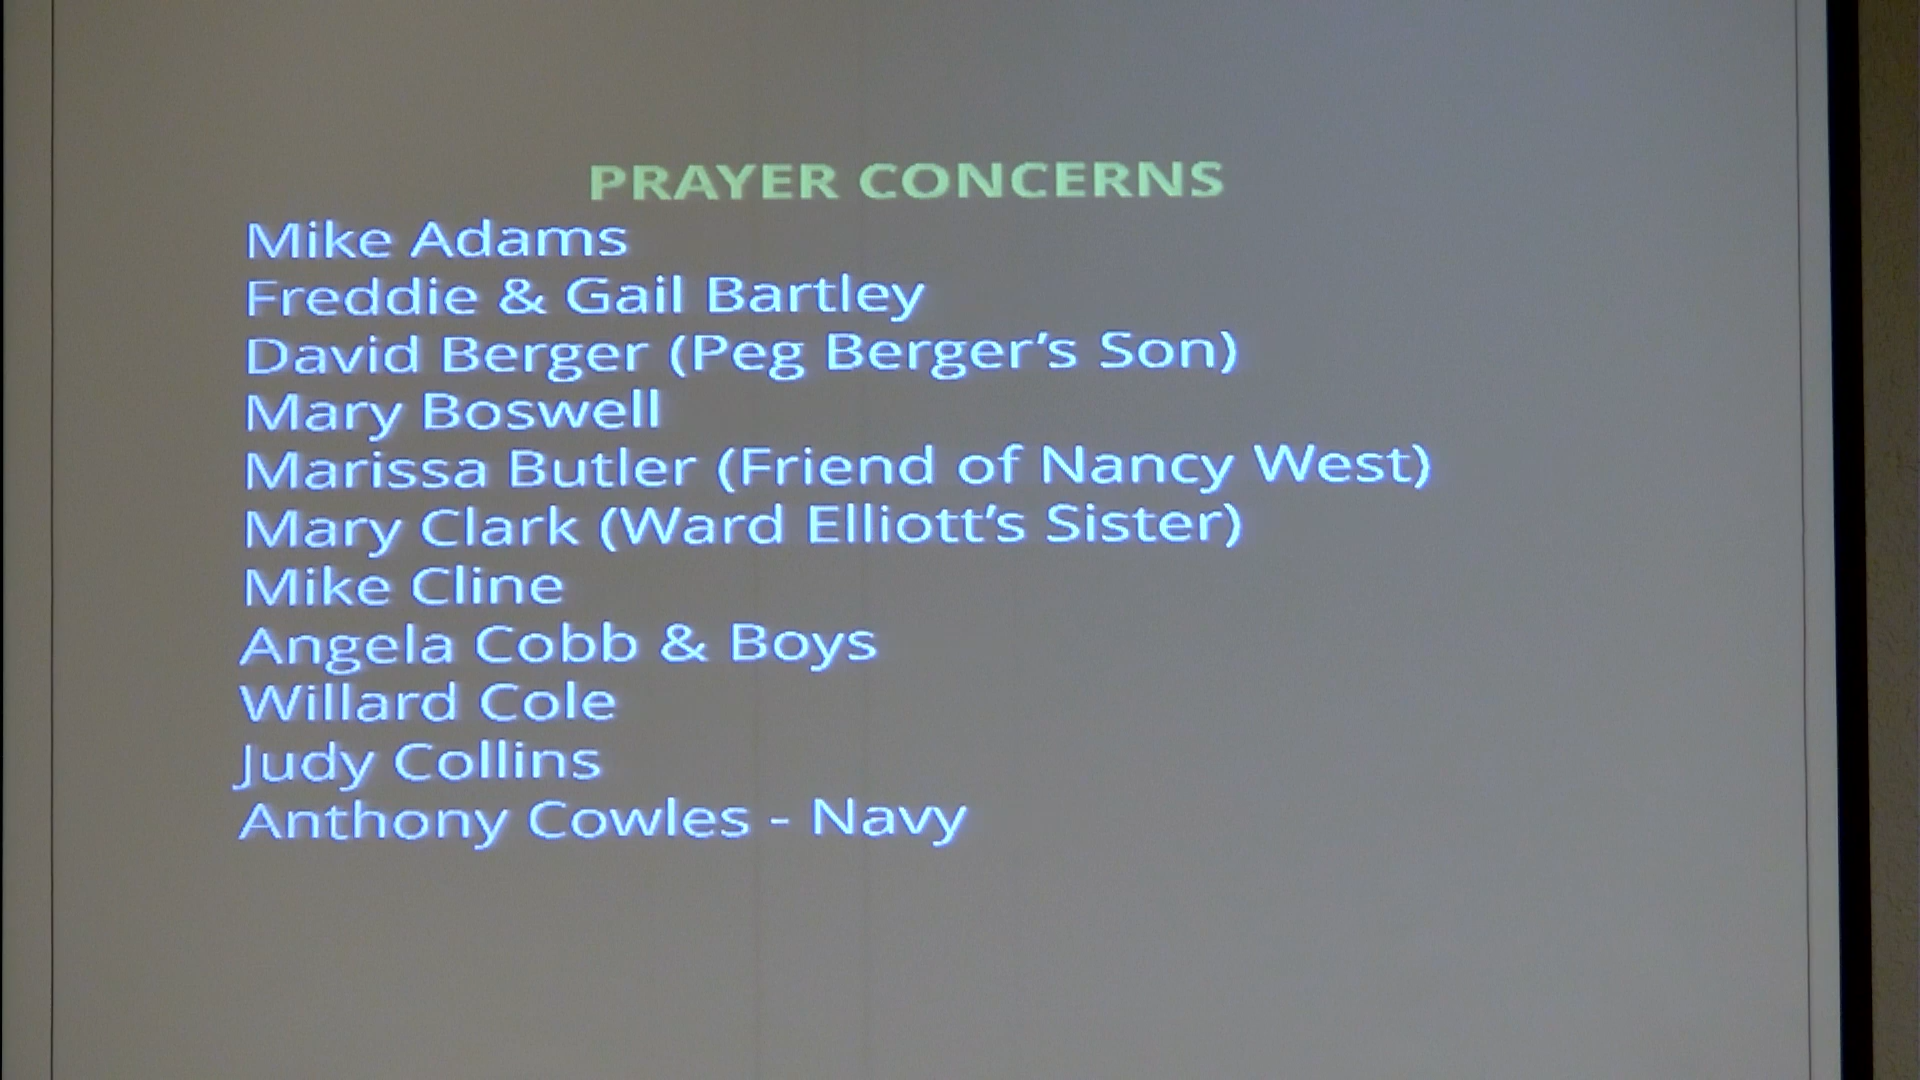 PRAYER CONCERNS
Mike Adams
Freddie & Gail Bartley
David Berger (Peg Berger’s Son)
Mary Boswell
Marissa Butler (Friend of Nancy West)
Mary Clark (Ward Elliott’s Sister)
Mike Cline
Angela Cobb & Boys
Willard Cole
Judy Collins
Anthony Cowles - Navy